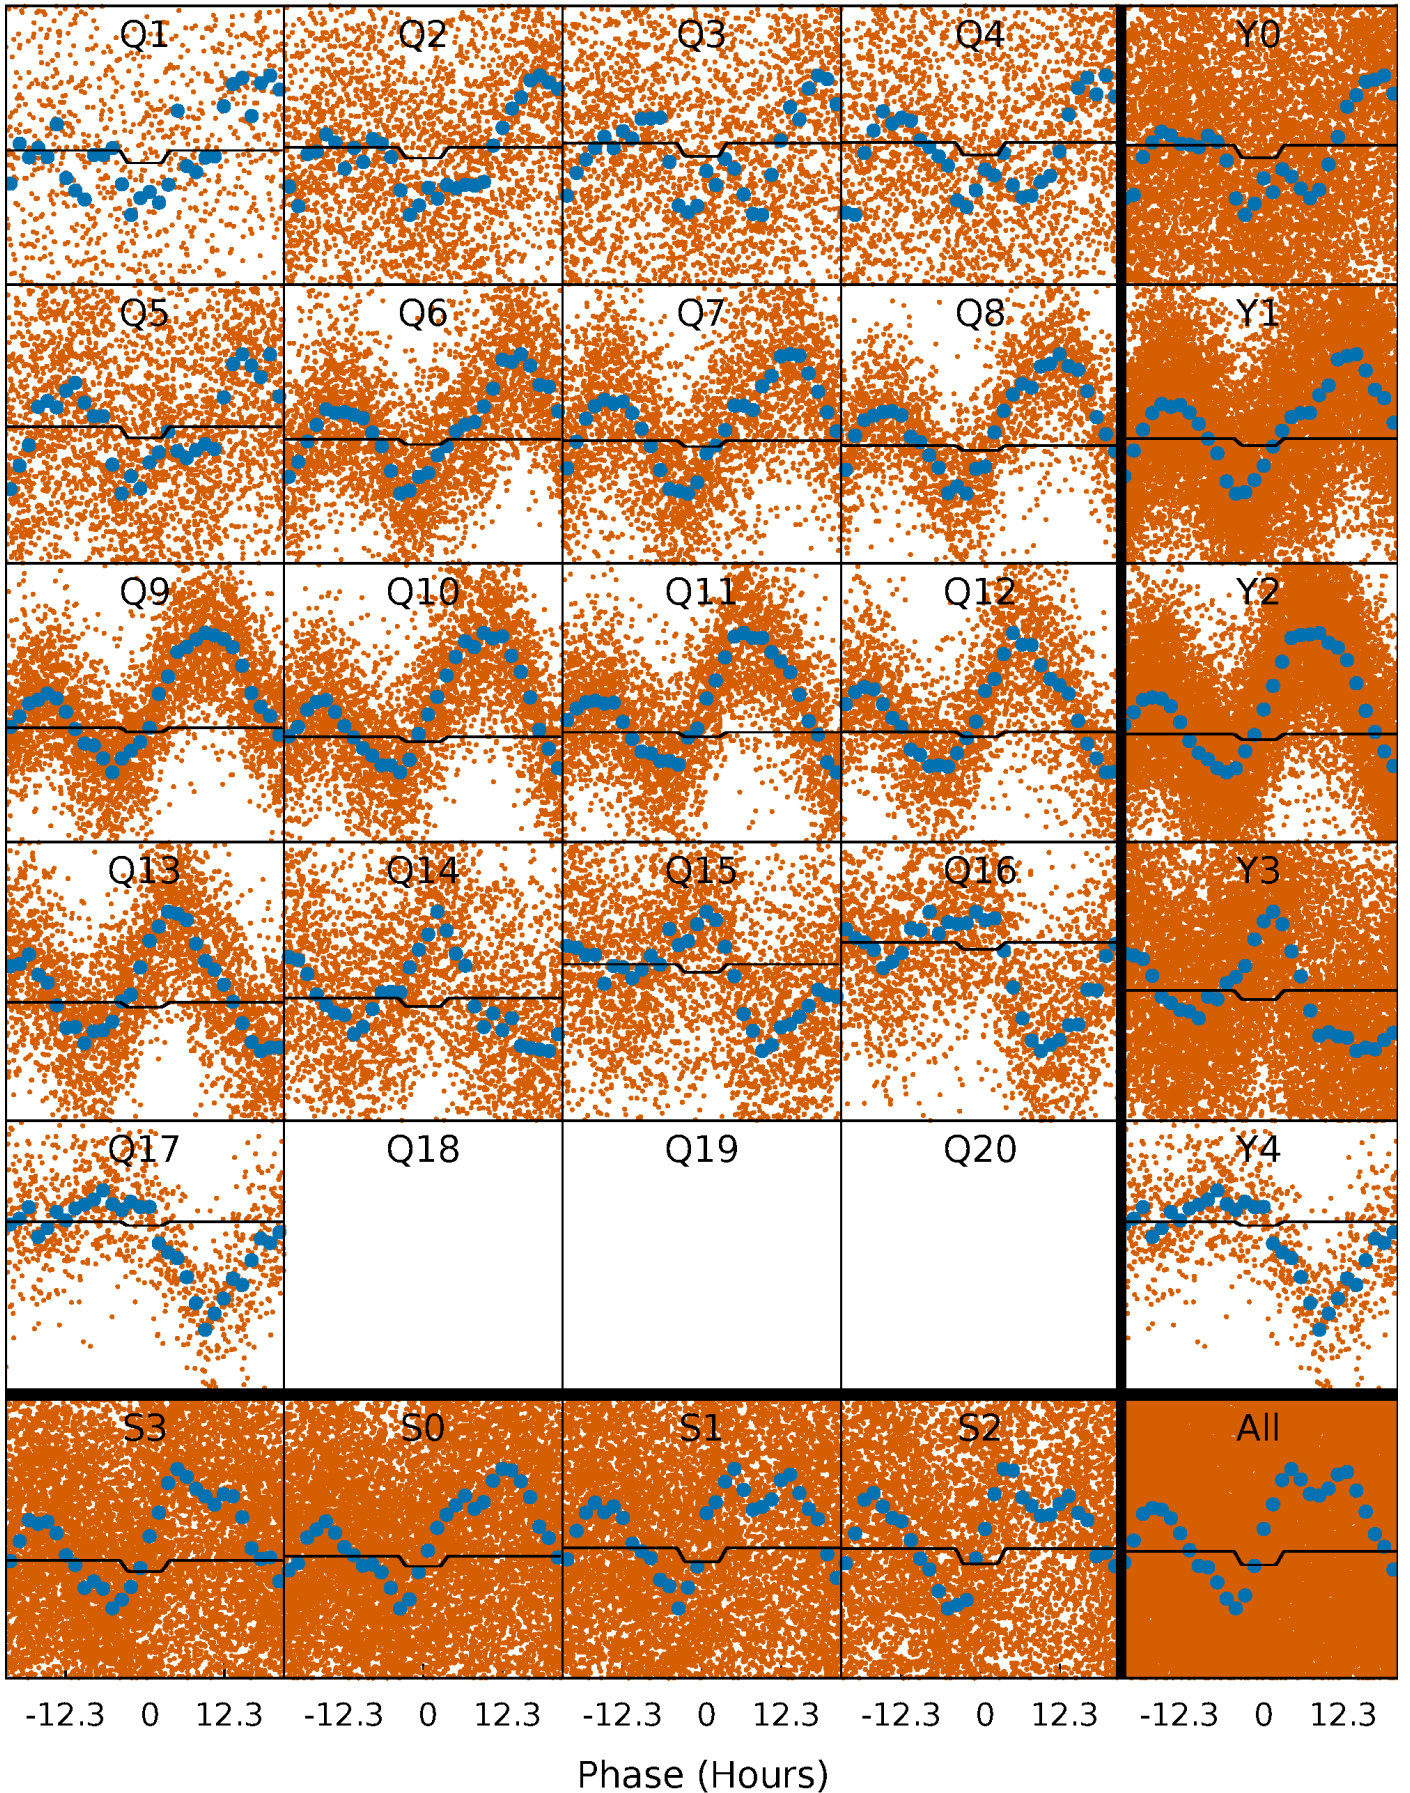 Q1 Q2 Q3 Q4 Y0
Q5 Q6 Q7 Q8 Y1
Q9 Q10 Q11 Q12 Y2
Q13 Q14 Q15 Q16 Y3
Q17 Q18 Q19 Q20 Y4
S3 S0 S1 S2 All
-12.3 0 12.3 -12.3 0 12.3 -12.3 0 12.3 -12.3 0 12.3 -12.3 0 12.3
Phase (Hours)